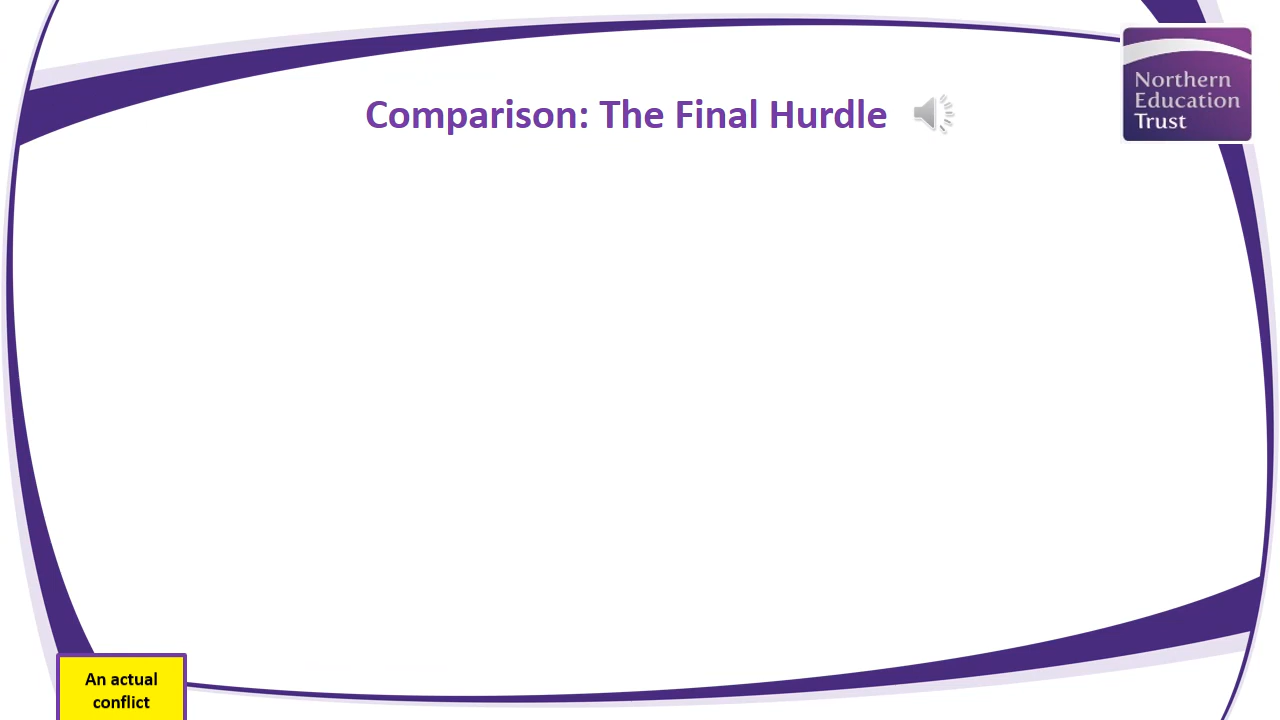 Comparison: The Final Hurdle
Northern
Education
Trust
An actual
conflict